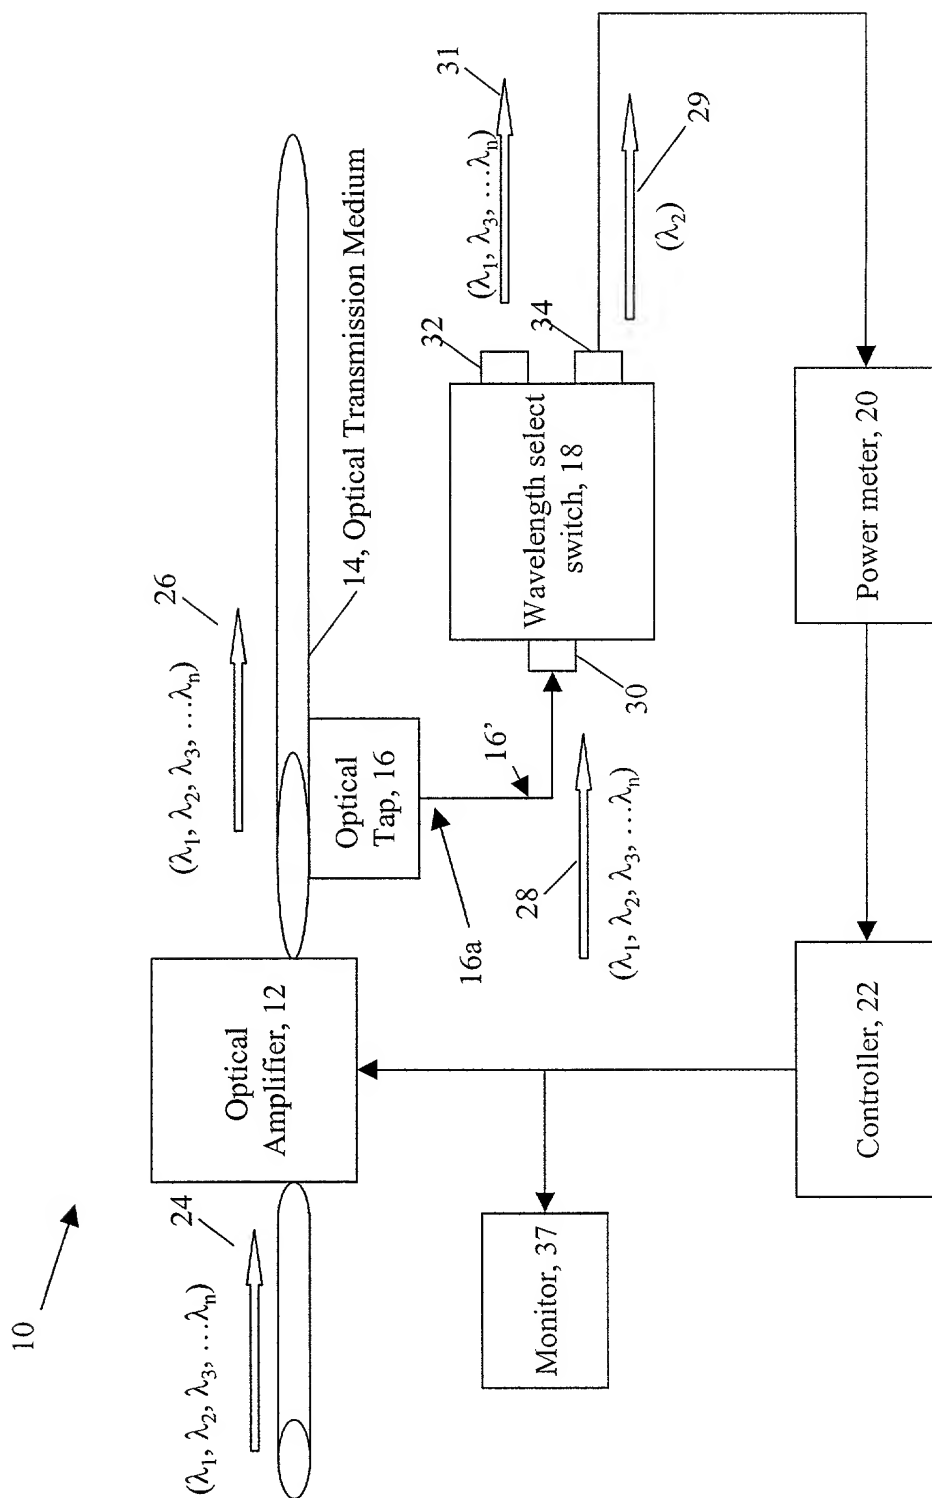 10
24
(λ1, λ2, λ3, …λn)
Optical
Amplifier, 12
26
(λ1, λ2, λ3, …λn)
14, Optical Transmission Medium
Optical
Tap, 16
16a
16’
28
(λ1, λ2, λ3, …λn)
30
Wavelength select
switch, 18
32
34
31
(λ1, λ3, …λn)
29
(λ2)
Monitor, 37
Controller, 22
Power meter, 20